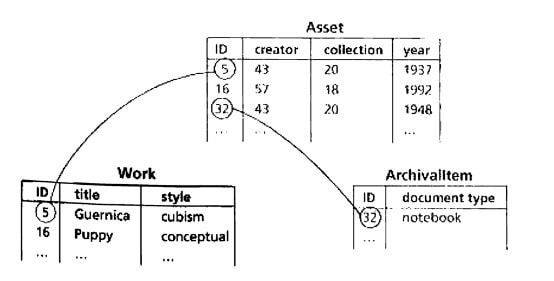 Asset
ID creator collection year
5 43 20 1937
16 57 18 1992
32 43 20 1948
... ... ...
Work
ID title style
5 Guernica cubism
16 Puppy conceptual
... ... ...
ArchivalItem
ID document type
32 notebook
...